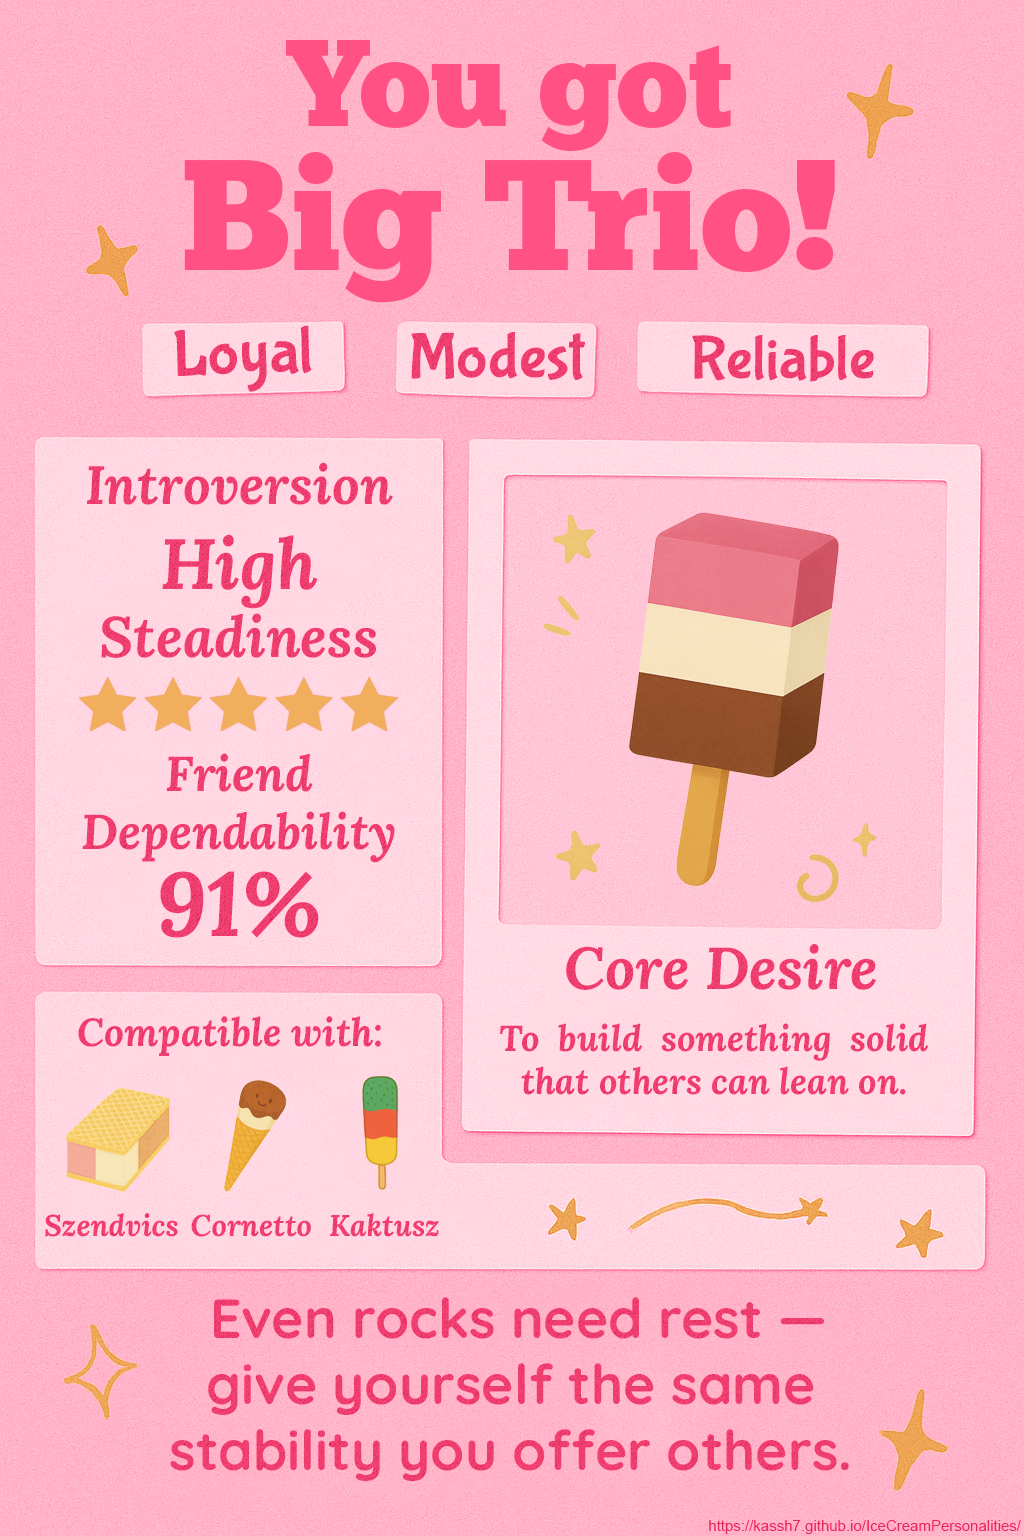 You got
Big Trio!
Loyal
Modest
Reliable
Introversion
High
Steadiness
Friend
Dependability
91%
Core Desire
To build something solid
that others can lean on.
Compatible with:
Szendvics
Cornetto
Kaktusz
Even rocks need rest —
give yourself the same
stability you offer others.
https://kassh7.github.io/IceCreamPersonalities/